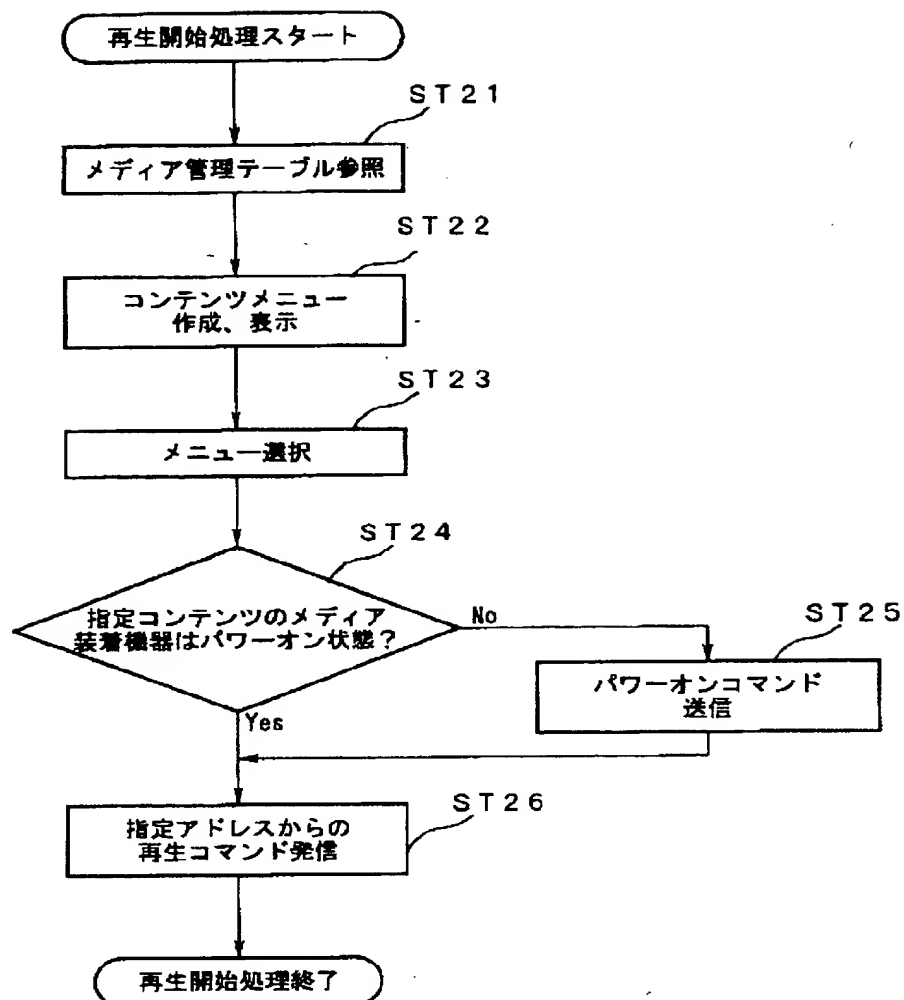 再生開始処理スタート
ST21
メディア管理テーブル参照
ST22
コンテンツメニュー
作成、表示
ST23
メニュー選択
ST24
指定コンテンツのメディア
装着機器はパワーオン状態?
No
ST25
パワーオンコマンド
送信
Yes
ST26
指定アドレスからの
再生コマンド発信
再生開始処理終了